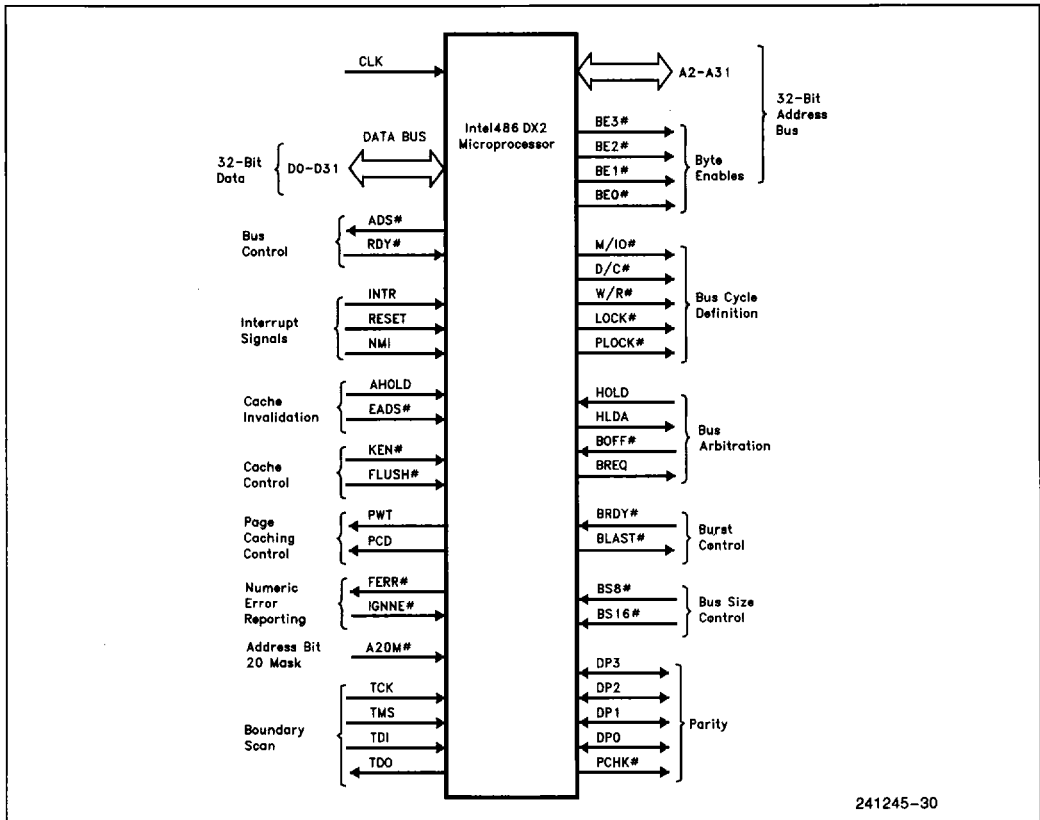 CLK
DATA BUS
32-Bit
Data
D0-D31
Bus
Control
ADS#
RDY#
Interrupt
Signals
INTR
RESET
NMI
Cache
Invalidation
AHOLD
EADS#
Cache
Control
KEN#
FLUSH#
Page
Caching
Control
PWT
PCD
Numeric
Error
Reporting
FERR#
IGNNE#
Address Bit
20 Mask
A20M#
Boundary
Scan
TCK
TMS
TDI
TDO
Intel486 DX2
Microprocessor
A2-A31
32-Bit
Address
Bus
BE3#
BE2#
BE1#
BE0#
Byte
Enables
M/IO#
D/C#
W/R#
LOCK#
PLOCK#
Bus Cycle
Definition
HOLD
HLDA
BOFF#
BREQ
Bus
Arbitration
BRDY#
BLAST#
Burst
Control
BS8#
BS16#
Bus Size
Control
DP3
DP2
DP1
DP0
PCHK#
Parity
241245-30